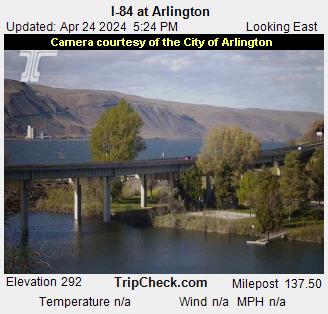 I-84 at Arlington
Updated: Apr 24 2024 5:24 PM Looking East
Camera courtesy of the City of Arlington
Elevation 292 TripCheck.com Milepost 137.50
Temperature n/a Wind n/a MPH n/a